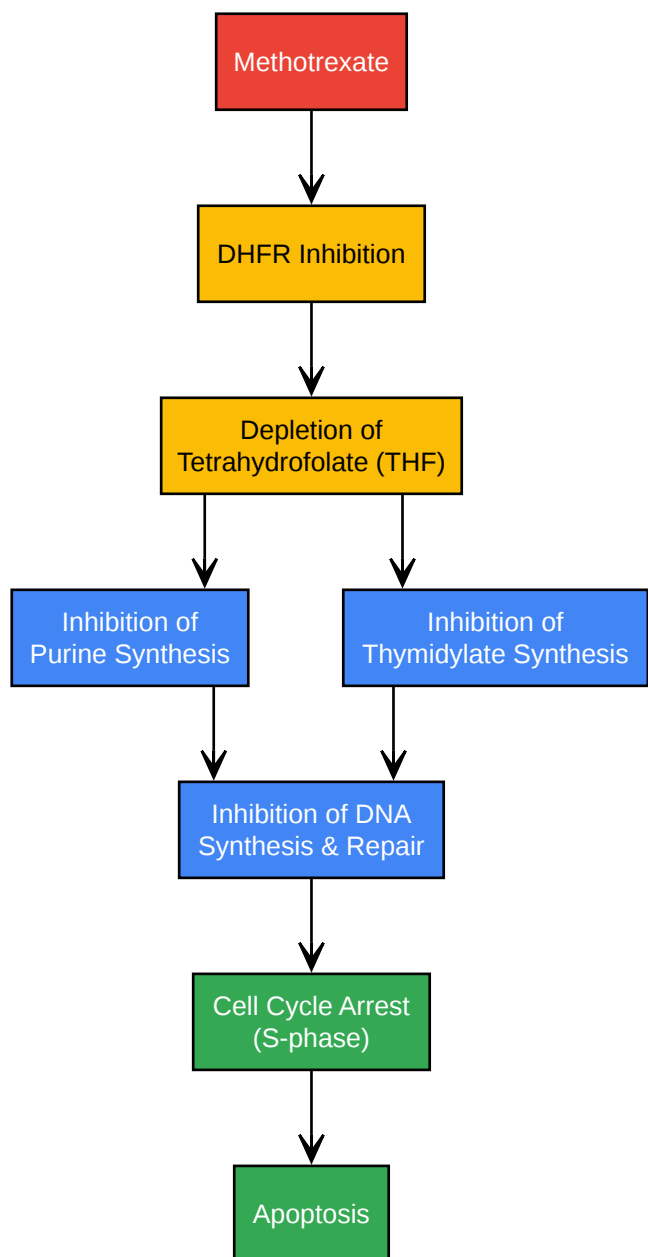 Methotrexate
DHFR Inhibition
Depletion of
Tetrahydrofolate (THF)
Inhibition of
Purine Synthesis
Inhibition of
Thymidylate Synthesis
Inhibition of DNA
Synthesis & Repair
Cell Cycle Arrest
(S-phase)
Apoptosis